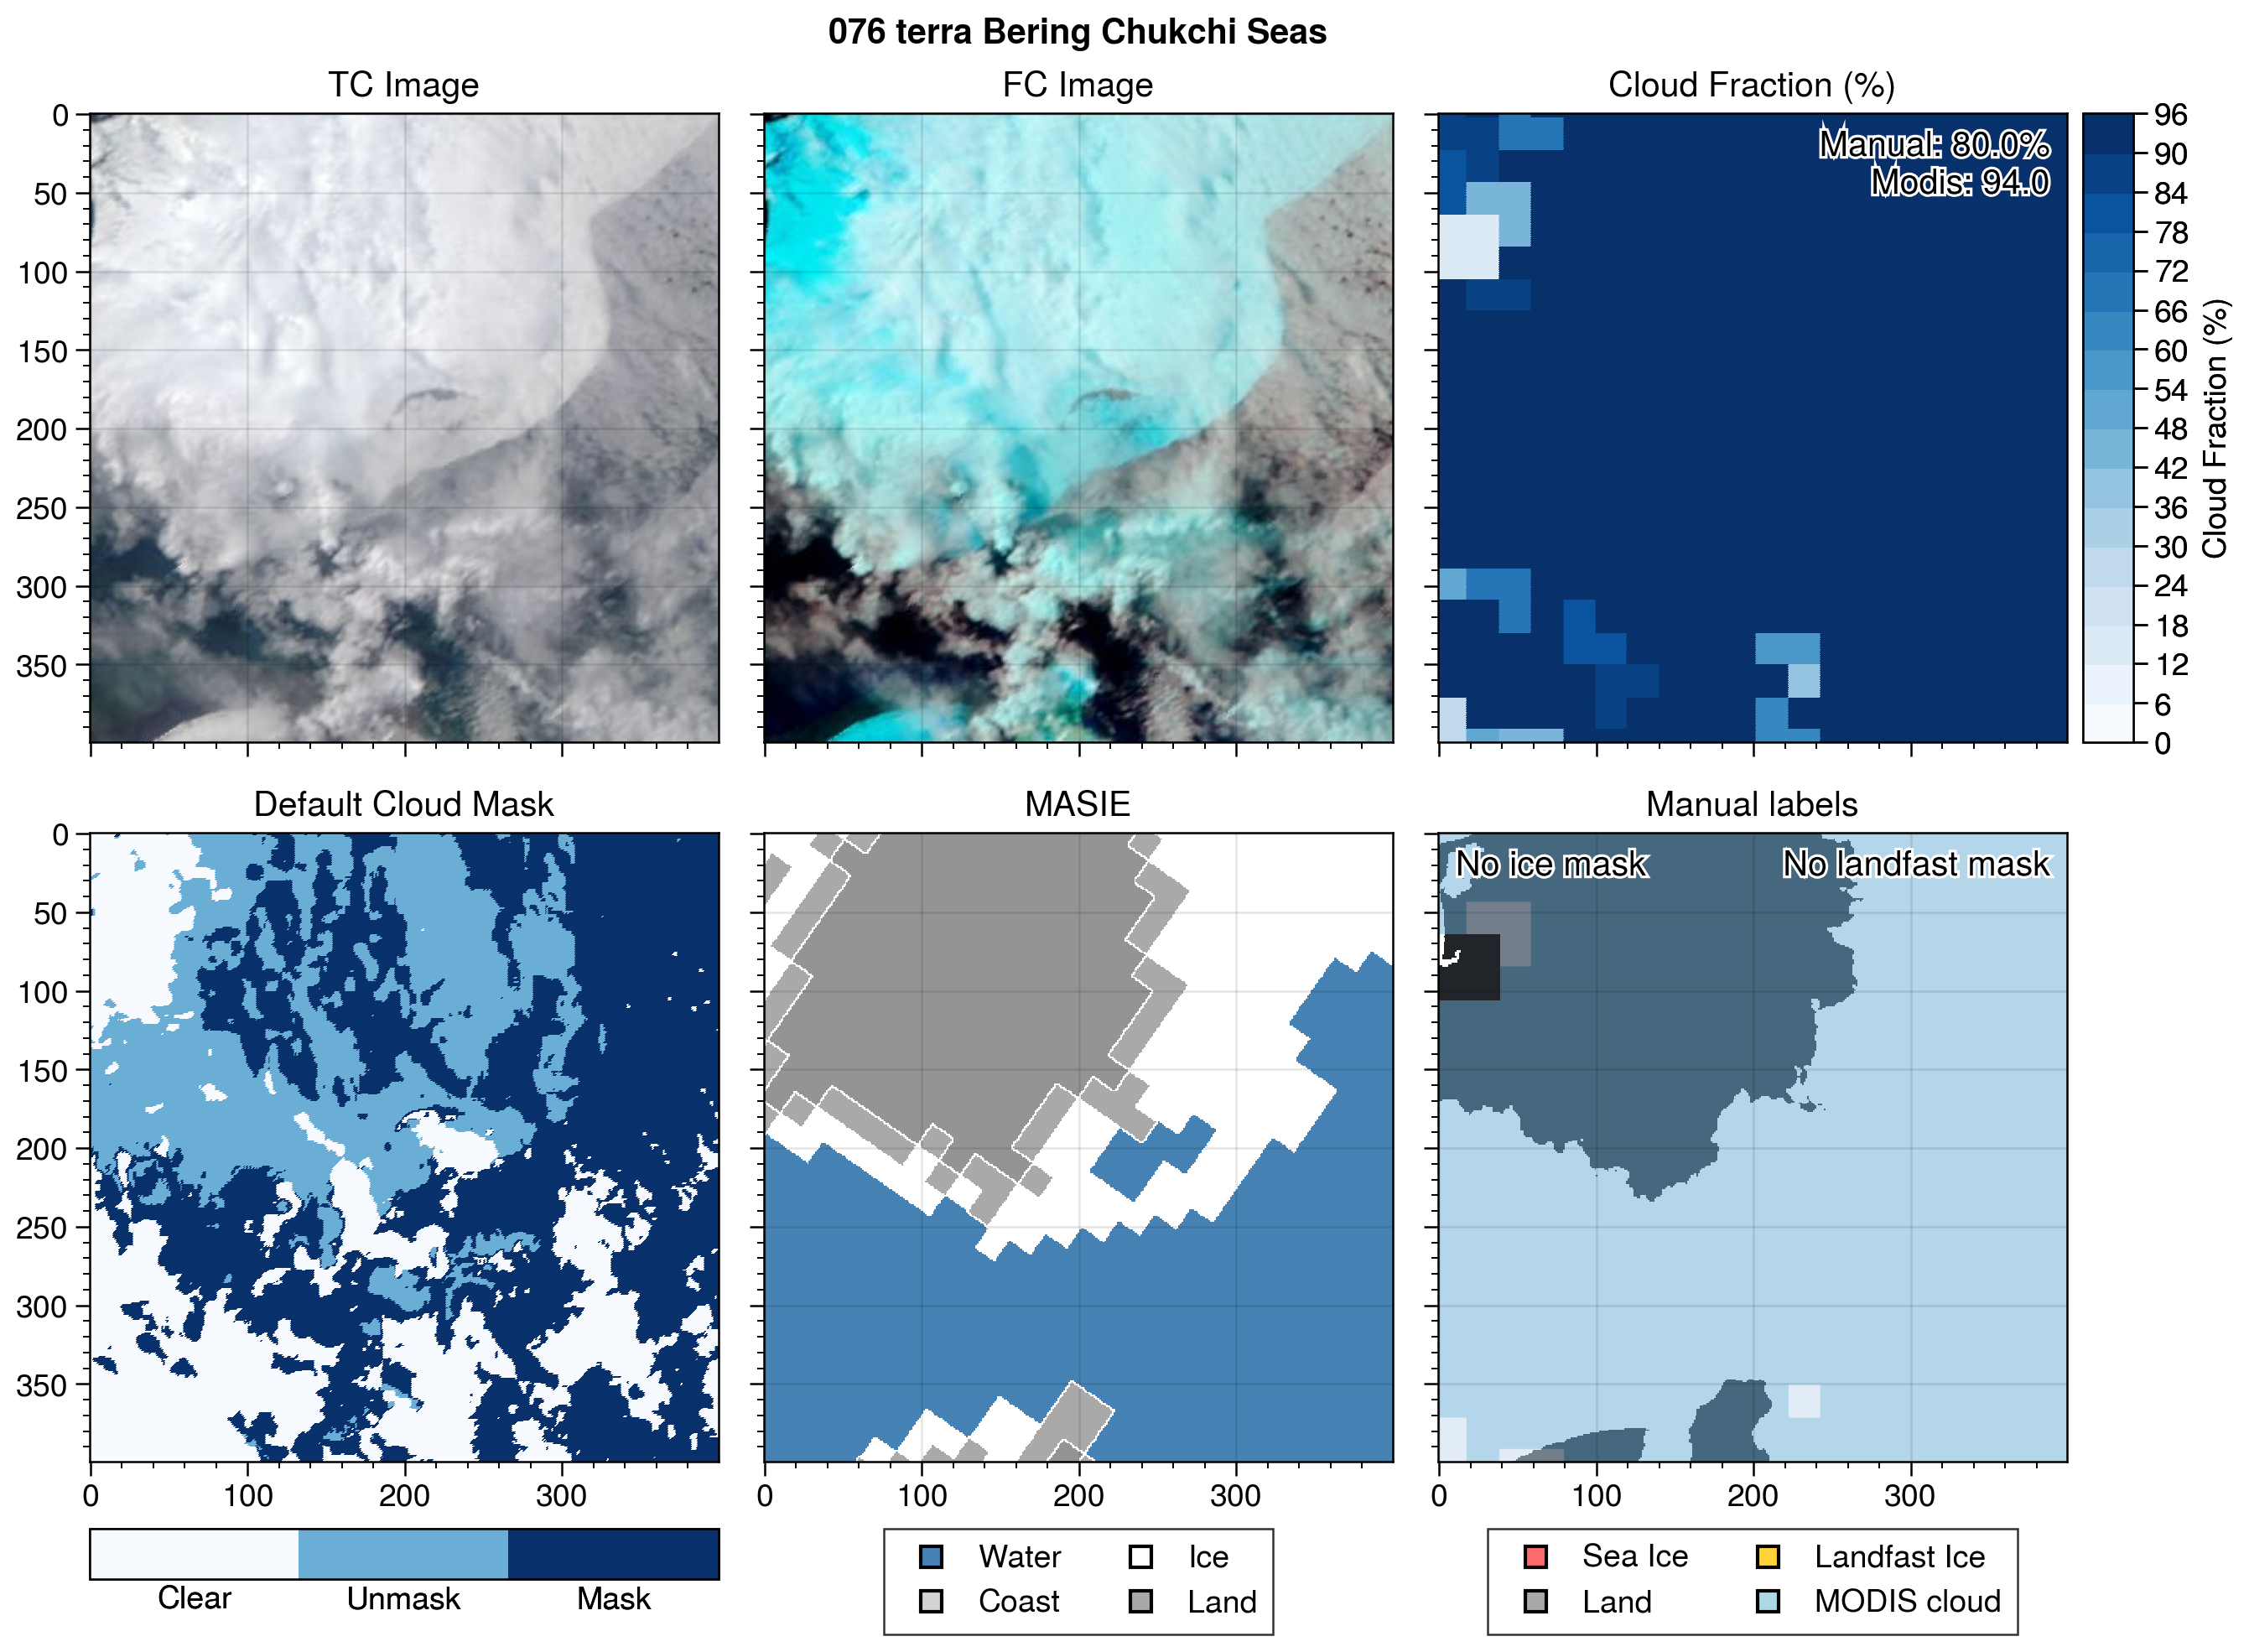 076 terra Bering Chukchi Seas
TC Image
FC Image
Cloud Fraction (%)
0
50
100
150
200
250
300
350
Manual: 80.0%
Modis: 94.0
96
90
84
78
72
66
60
54
48
42
36
30
24
18
12
6
0
Cloud Fraction (%)
Default Cloud Mask
MASIE
Manual labels
0
50
100
150
200
250
300
350
No ice mask
No landfast mask
0 100 200 300
0 100 200 300
0 100 200 300
Clear Unmask Mask
Water Ice
Coast Land
Sea Ice Landfast Ice
Land MODIS cloud